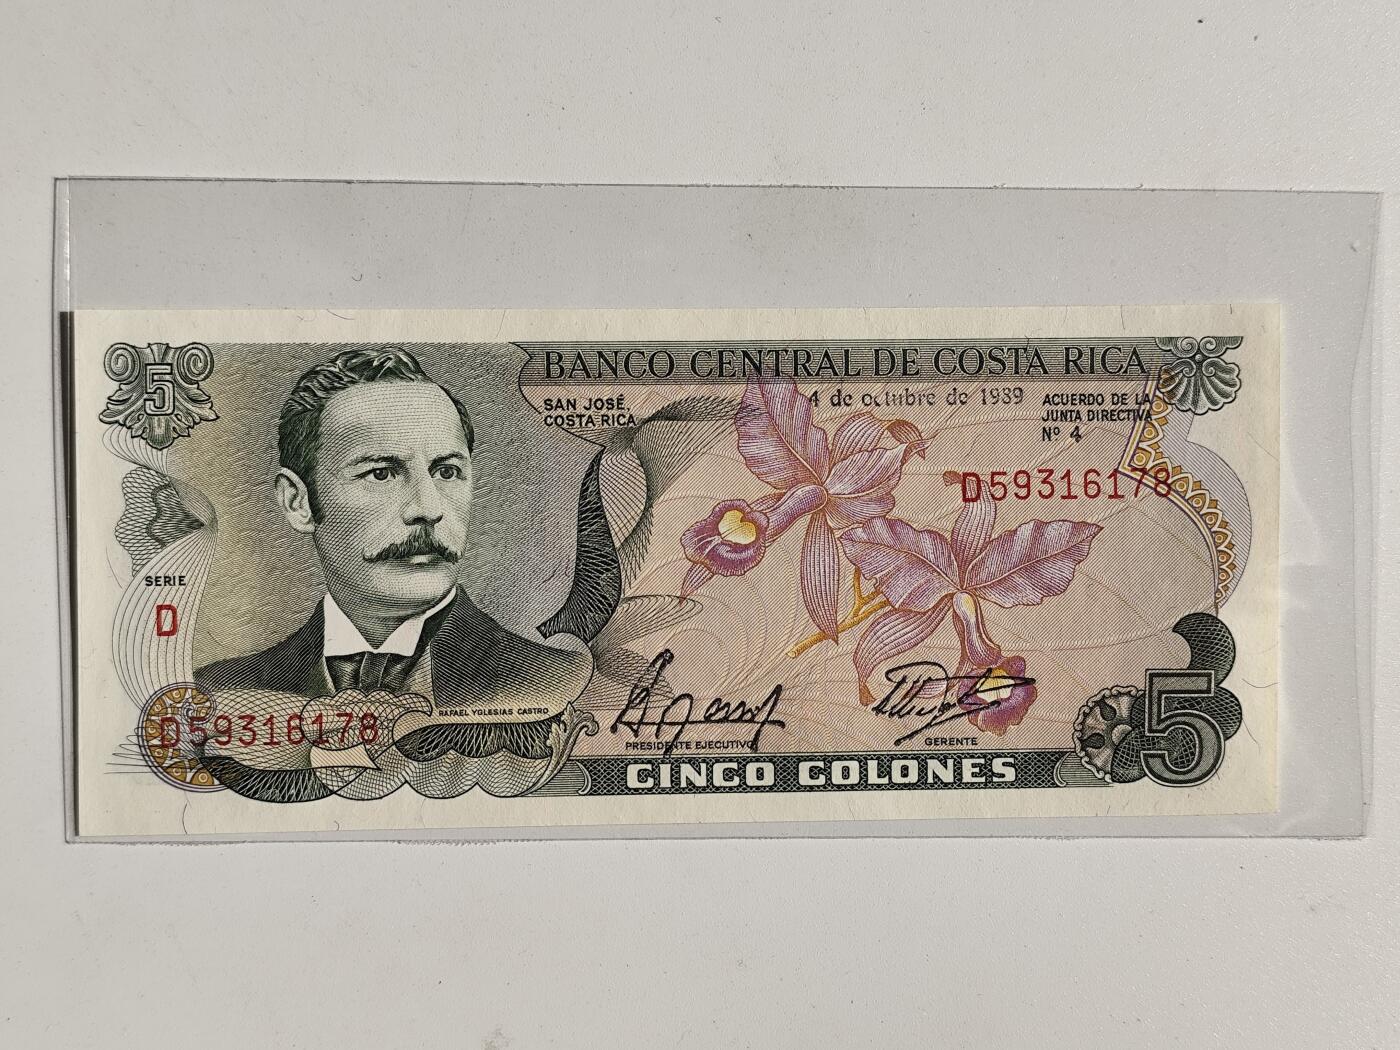 5
BANCO CENTRAL DE COSTA RICA
SAN JOSÉ,
COSTA RICA
4 de octubre de 1989
ACUERDO DE LA
JUNTA DIRECTIVA
Nº 4
D59316178
SERIE
D
D59316178
RAFAEL YGLESIAS CASTRO
PRESIDENTE EJECUTIVO
GERENTE
CINCO COLONES
5